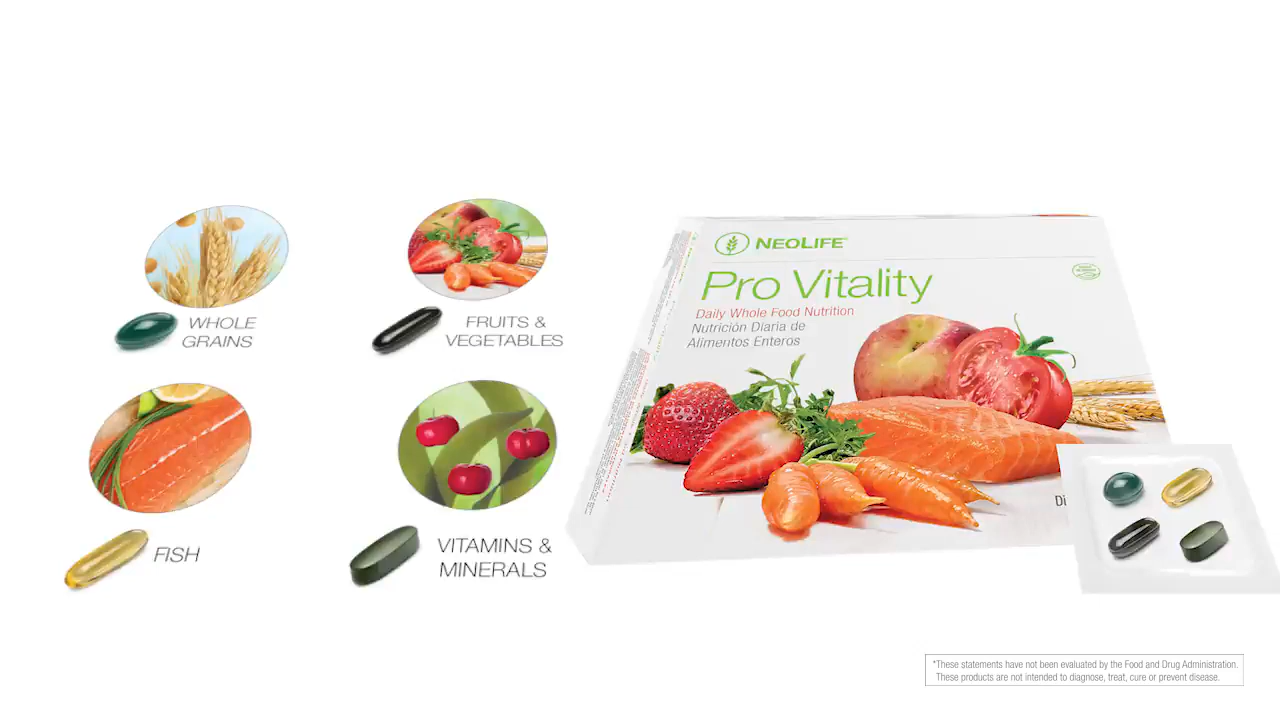 WHOLE
GRAINS
FRUITS &
VEGETABLES
FISH
VITAMINS &
MINERALS
NEOLIFE
Pro Vitality
Daily Whole Food Nutrition
Nutrición Diaria de
Alimentos Enteros
Di
*These statements have not been evaluated by the Food and Drug Administration.
These products are not intended to diagnose, treat, cure or prevent disease.